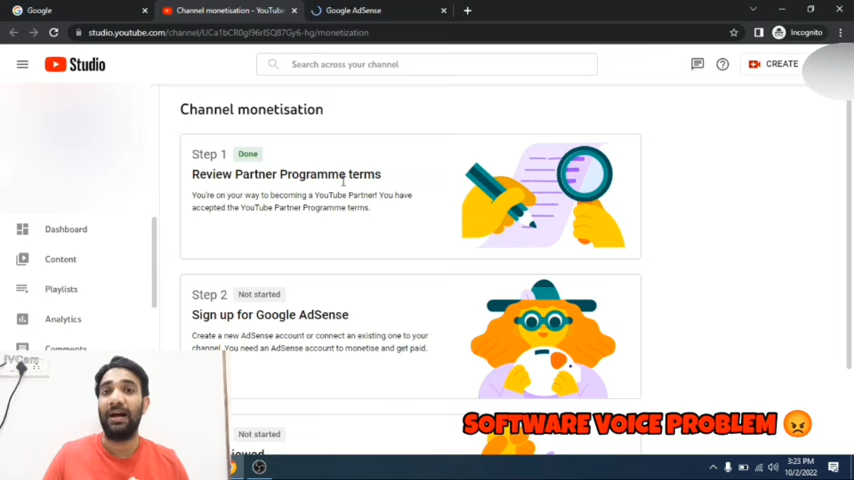 Google
Channel monetisation - YouTube
Google AdSense
studio.youtube.com/channel/UCa1bCR0gI96rISQ87Gy6-hg/monetization
Incognito
Studio
Search across your channel
CREATE
Channel monetisation
Step 1 Done
Review Partner Programme terms
You're on your way to becoming a YouTube Partner! You have
accepted the YouTube Partner Programme terms.
Dashboard
Content
Playlists
Analytics
Comments
Step 2 Not started
Sign up for Google AdSense
Create a new AdSense account or connect an existing one to your
channel. You need an AdSense account to monetise and get paid.
iVCam
Not started
SOFTWARE VOICE PROBLEM 😡
3:23 PM
10/2/2022